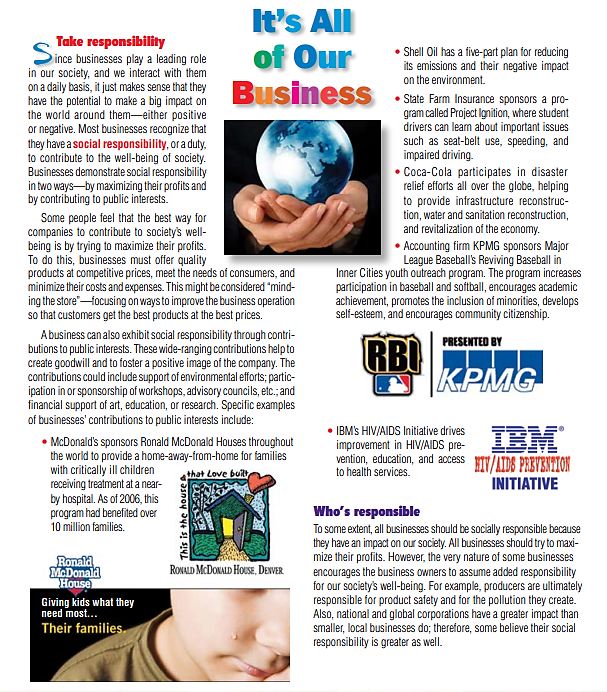 It's All
of Our
Business
Take responsibility
Since businesses play a leading role
in our society, and we interact with them
on a daily basis, it just makes sense that they
have the potential to make a big impact on
the world around them—either positive
or negative. Most businesses recognize that
they have a social responsibility, or a duty,
to contribute to the well-being of society.
Businesses demonstrate social responsibility
in two ways—by maximizing their profits and
by contributing to public interests.
Some people feel that the best way for
companies to contribute to society's well-
being is by trying to maximize their profits.
To do this, businesses must offer quality
products at competitive prices, meet the needs of consumers, and
minimize their costs and expenses. This might be considered “mind-
ing the store”—focusing on ways to improve the business operation
so that customers get the best products at the best prices.
A business can also exhibit social responsibility through contri-
butions to public interests. These wide-ranging contributions help to
create goodwill and to foster a positive image of the company. The
contributions could include support of environmental efforts; partic-
ipation in or sponsorship of workshops, advisory councils, etc.; and
financial support of art, education, or research. Specific examples
of businesses' contributions to public interests include:
• McDonald's sponsors Ronald McDonald Houses throughout
the world to provide a home-away-from-home for families
with critically ill children
receiving treatment at a near-
by hospital. As of 2006, this
program had benefited over
10 million families.
This is the house
that Love built
RONALD MCDONALD HOUSE, DENVER
Ronald
McDonald
House®
Giving kids what they
need most...
Their families.
• Shell Oil has a five-part plan for reducing
its emissions and their negative impact
on the environment.
• State Farm Insurance sponsors a pro-
gram called Project Ignition, where student
drivers can learn about important issues
such as seat-belt use, speeding, and
impaired driving.
• Coca-Cola participates in disaster
relief efforts all over the globe, helping
to provide infrastructure reconstruc-
tion, water and sanitation reconstruction,
and revitalization of the economy.
• Accounting firm KPMG sponsors Major
League Baseball's Reviving Baseball in
Inner Cities youth outreach program. The program increases
participation in baseball and softball, encourages academic
achievement, promotes the inclusion of minorities, develops
self-esteem, and encourages community citizenship.
RBI
PRESENTED BY
KPMG
• IBM's HIV/AIDS Initiative drives
improvement in HIV/AIDS pre-
vention, education, and access
to health services.
IBM®
HIV/AIDS PREVENTION
INITIATIVE
Who's responsible
To some extent, all businesses should be socially responsible because
they have an impact on our society. All businesses should try to maxi-
mize their profits. However, the very nature of some businesses
encourages the business owners to assume added responsibility
for our society's well-being. For example, producers are ultimately
responsible for product safety and for the pollution they create.
Also, national and global corporations have a greater impact than
smaller, local businesses do; therefore, some believe their social
responsibility is greater as well.